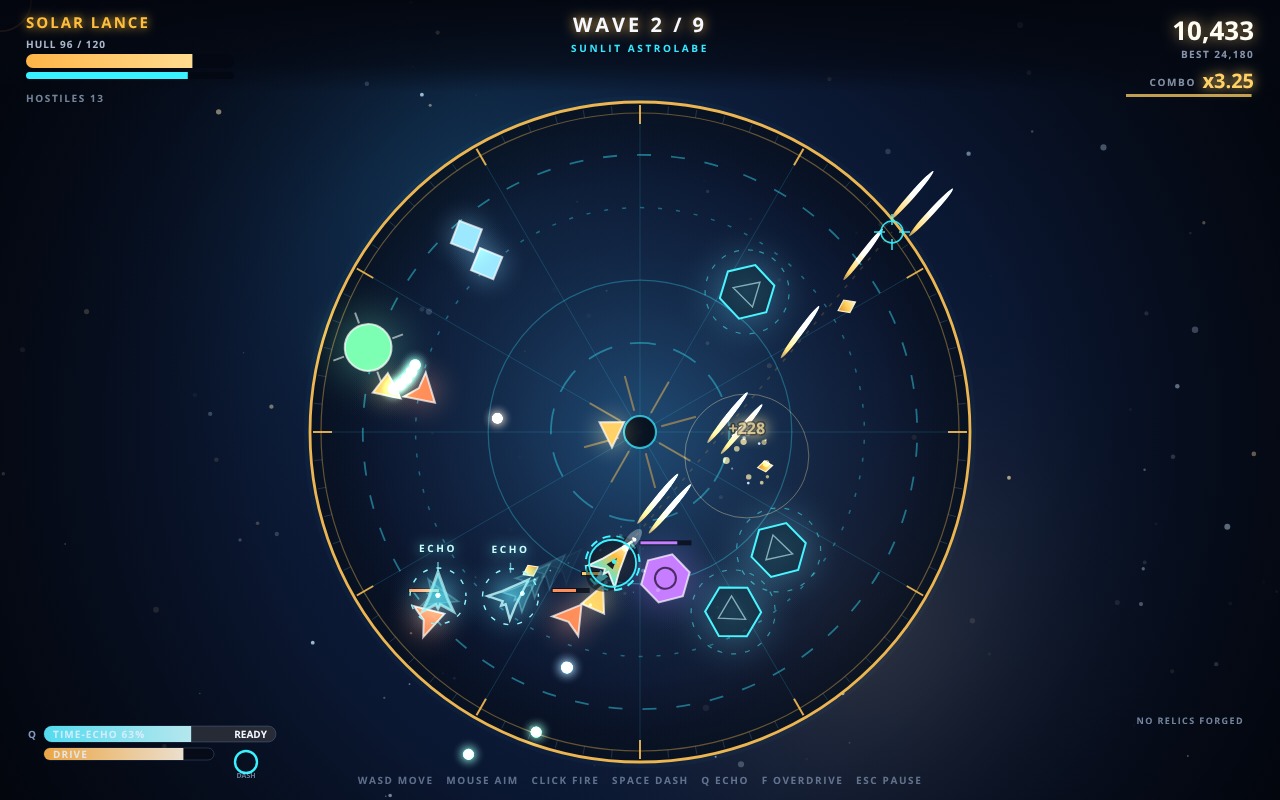 SOLAR LANCE
HULL 96 / 120
HOSTILES 13
WAVE 2 / 9
SUNLIT ASTROLABE
10,433
BEST 24,180
COMBO x3.25
+228
ECHO
ECHO
Q TIME-ECHO 63% READY
DRIVE
DASH
NO RELICS FORGED
WASD MOVE MOUSE AIM CLICK FIRE SPACE DASH Q ECHO F OVERDRIVE ESC PAUSE